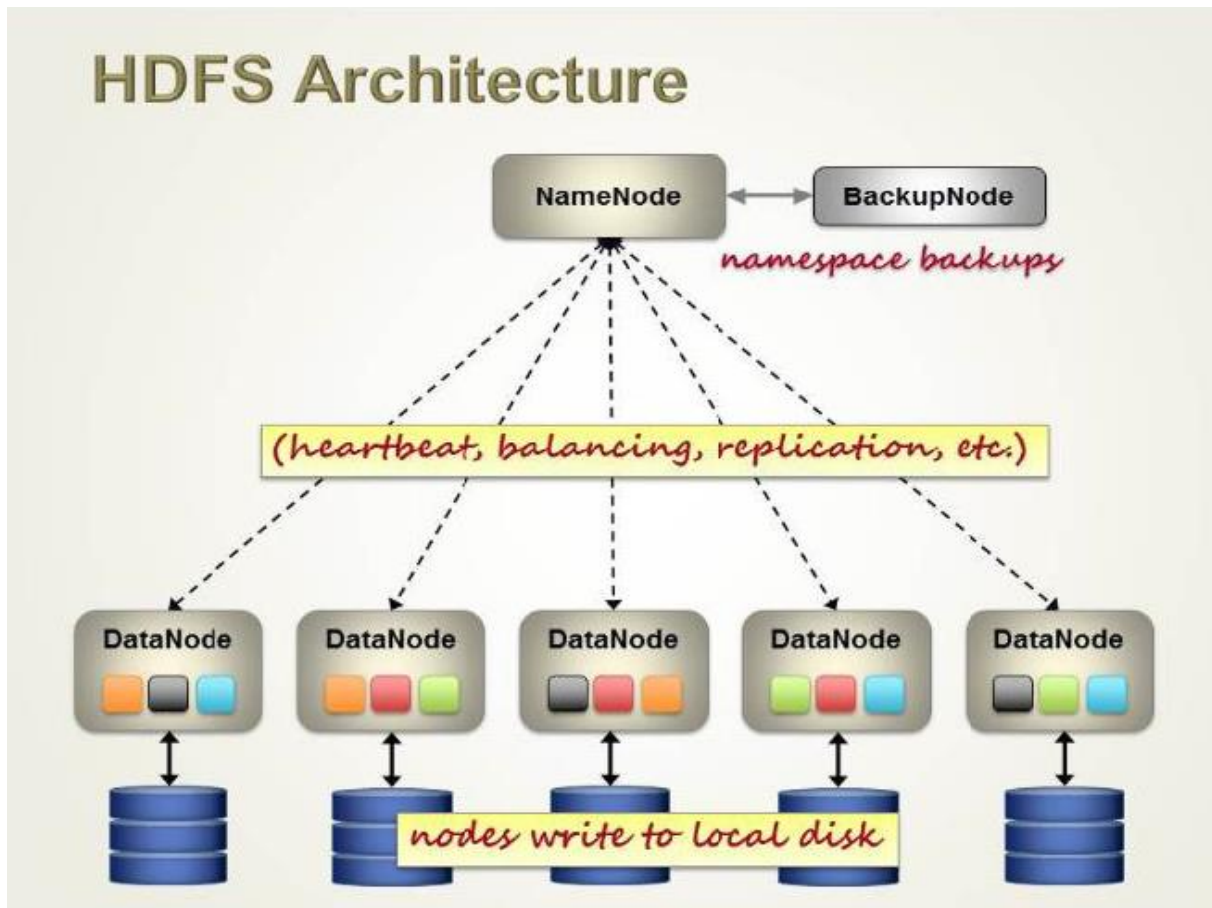 HDFS Architecture
NameNode
BackupNode
namespace backups
(heartbeat, balancing, replication, etc.)
DataNode
DataNode
DataNode
DataNode
DataNode
nodes write to local disk